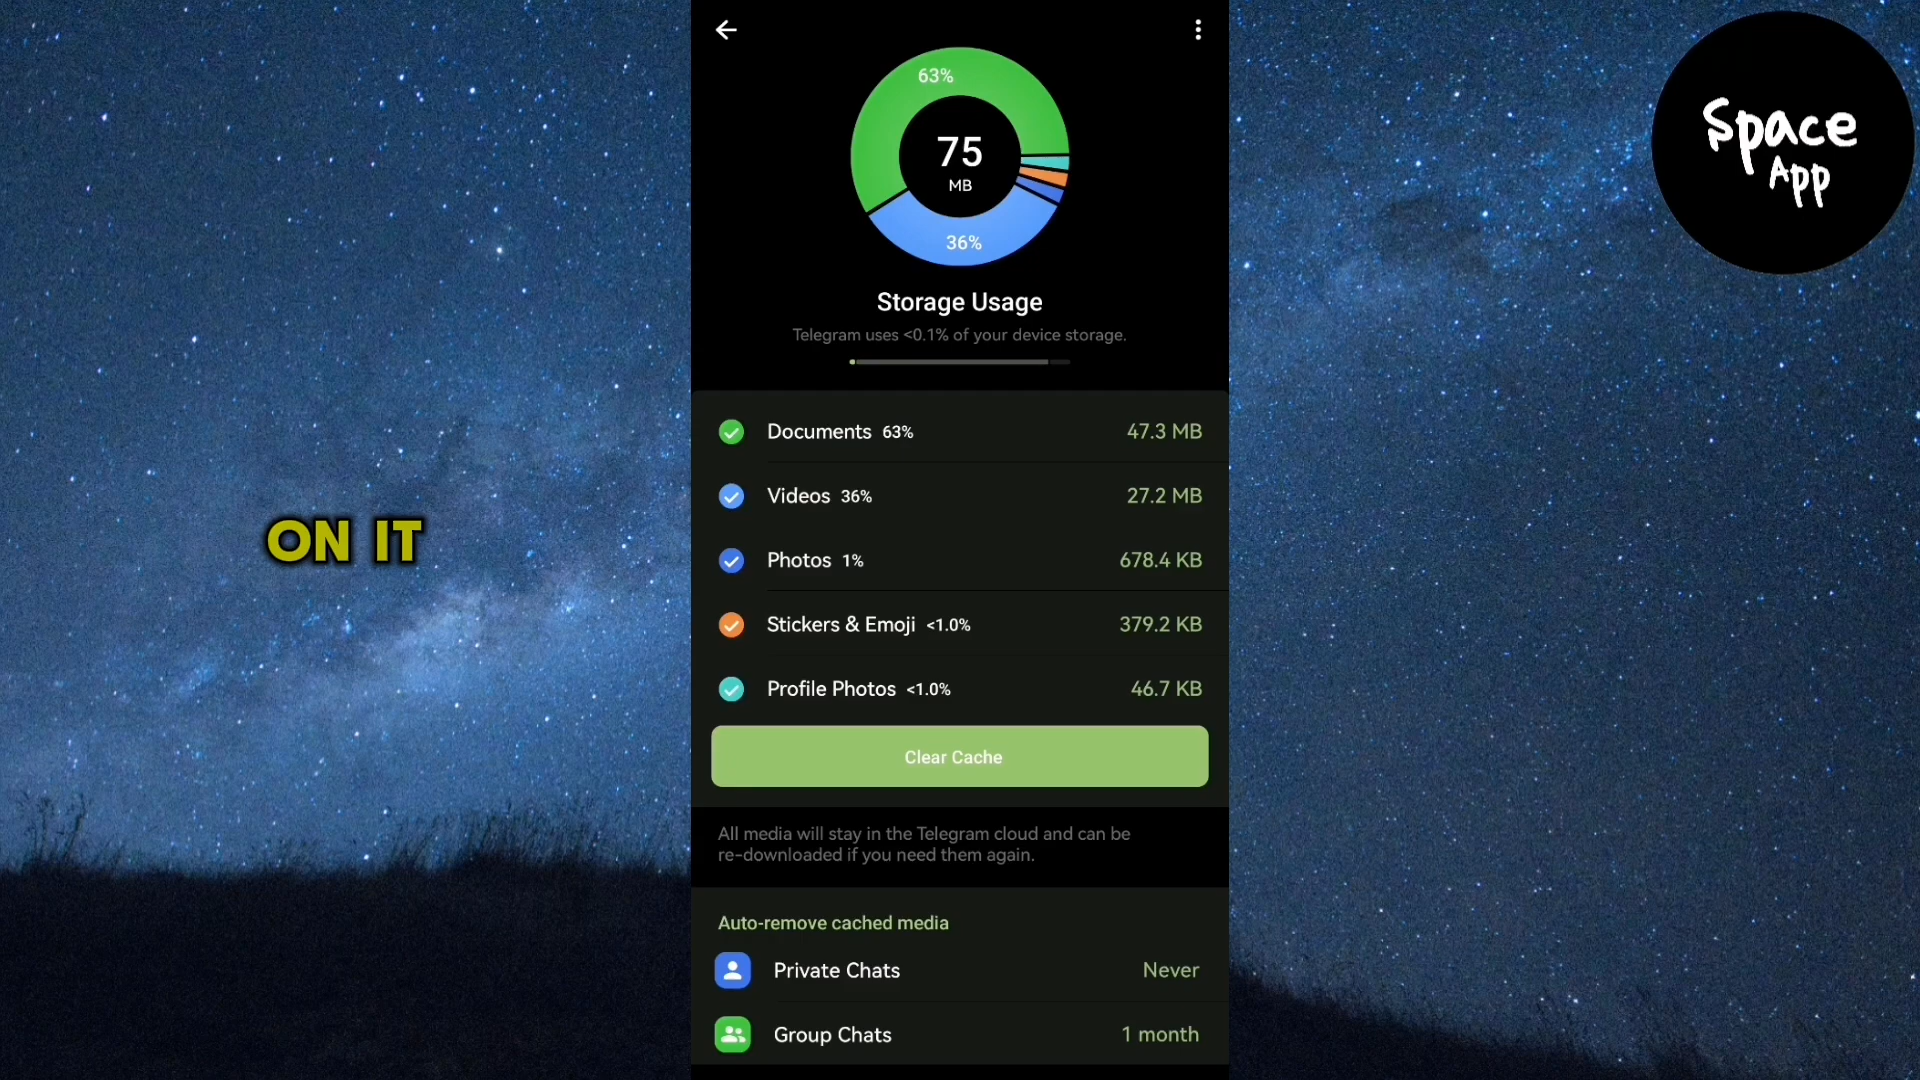 63%
75
MB
36%
Storage Usage
Telegram uses <0.1% of your device storage.
Documents 63% 47.3 MB
Videos 36% 27.2 MB
Photos 1% 678.4 KB
Stickers & Emoji <1.0% 379.2 KB
Profile Photos <1.0% 46.7 KB
Clear Cache
All media will stay in the Telegram cloud and can be
re-downloaded if you need them again.
Auto-remove cached media
Private Chats Never
Group Chats 1 month
ON IT
Space
App